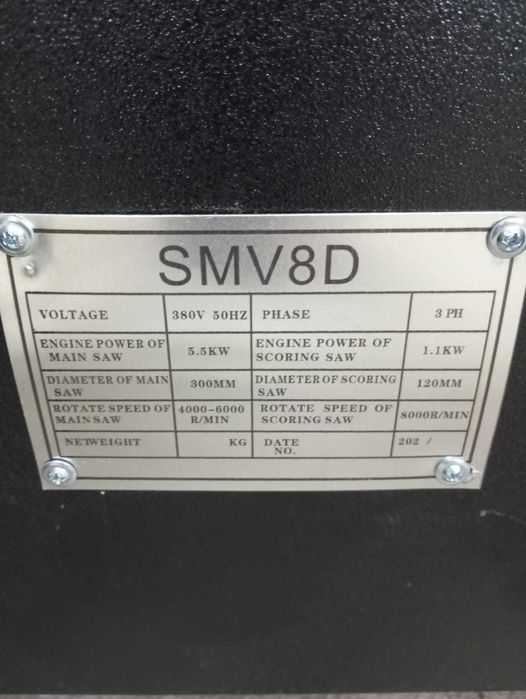 SMV8D
VOLTAGE 380V 50HZ PHASE 3 PH
ENGINE POWER OF MAIN SAW 5.5KW ENGINE POWER OF SCORING SAW 1.1KW
DIAMETER OF MAIN SAW 300MM DIAMETER OF SCORING SAW 120MM
ROTATE SPEED OF MAIN SAW 4000-6000 R/MIN ROTATE SPEED OF SCORING SAW 8000R/MIN
NETWEIGHT KG DATE NO. 202 /